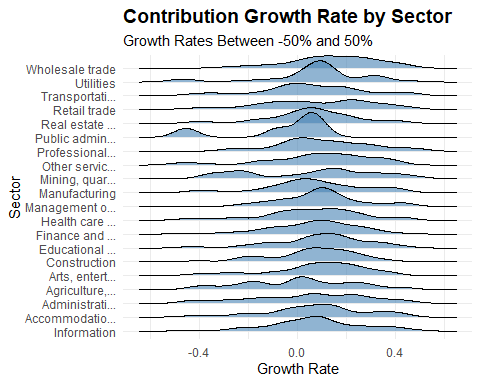 Contribution Growth Rate by Sector
Growth Rates Between -50% and 50%
Wholesale trade
Utilities
Transportati...
Retail trade
Real estate ...
Public admin...
Professional...
Other servic...
Mining, quar...
Manufacturing
Management o...
Health care ...
Finance and ...
Educational ...
Construction
Arts, entert...
Agriculture,...
Administrati...
Accommodatio...
Information
Sector
-0.4 0.0 0.4
Growth Rate